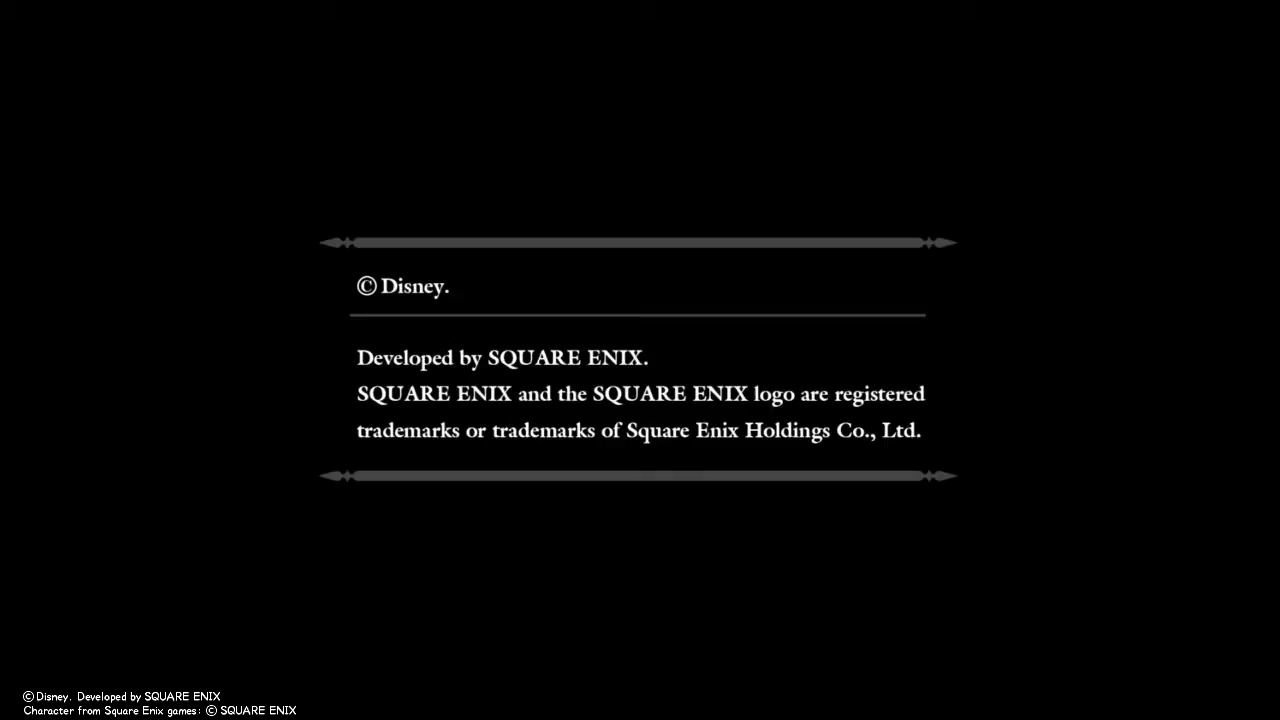 © Disney.
Developed by SQUARE ENIX.
SQUARE ENIX and the SQUARE ENIX logo are registered
trademarks or trademarks of Square Enix Holdings Co., Ltd.
© Disney. Developed by SQUARE ENIX
Character from Square Enix games: © SQUARE ENIX